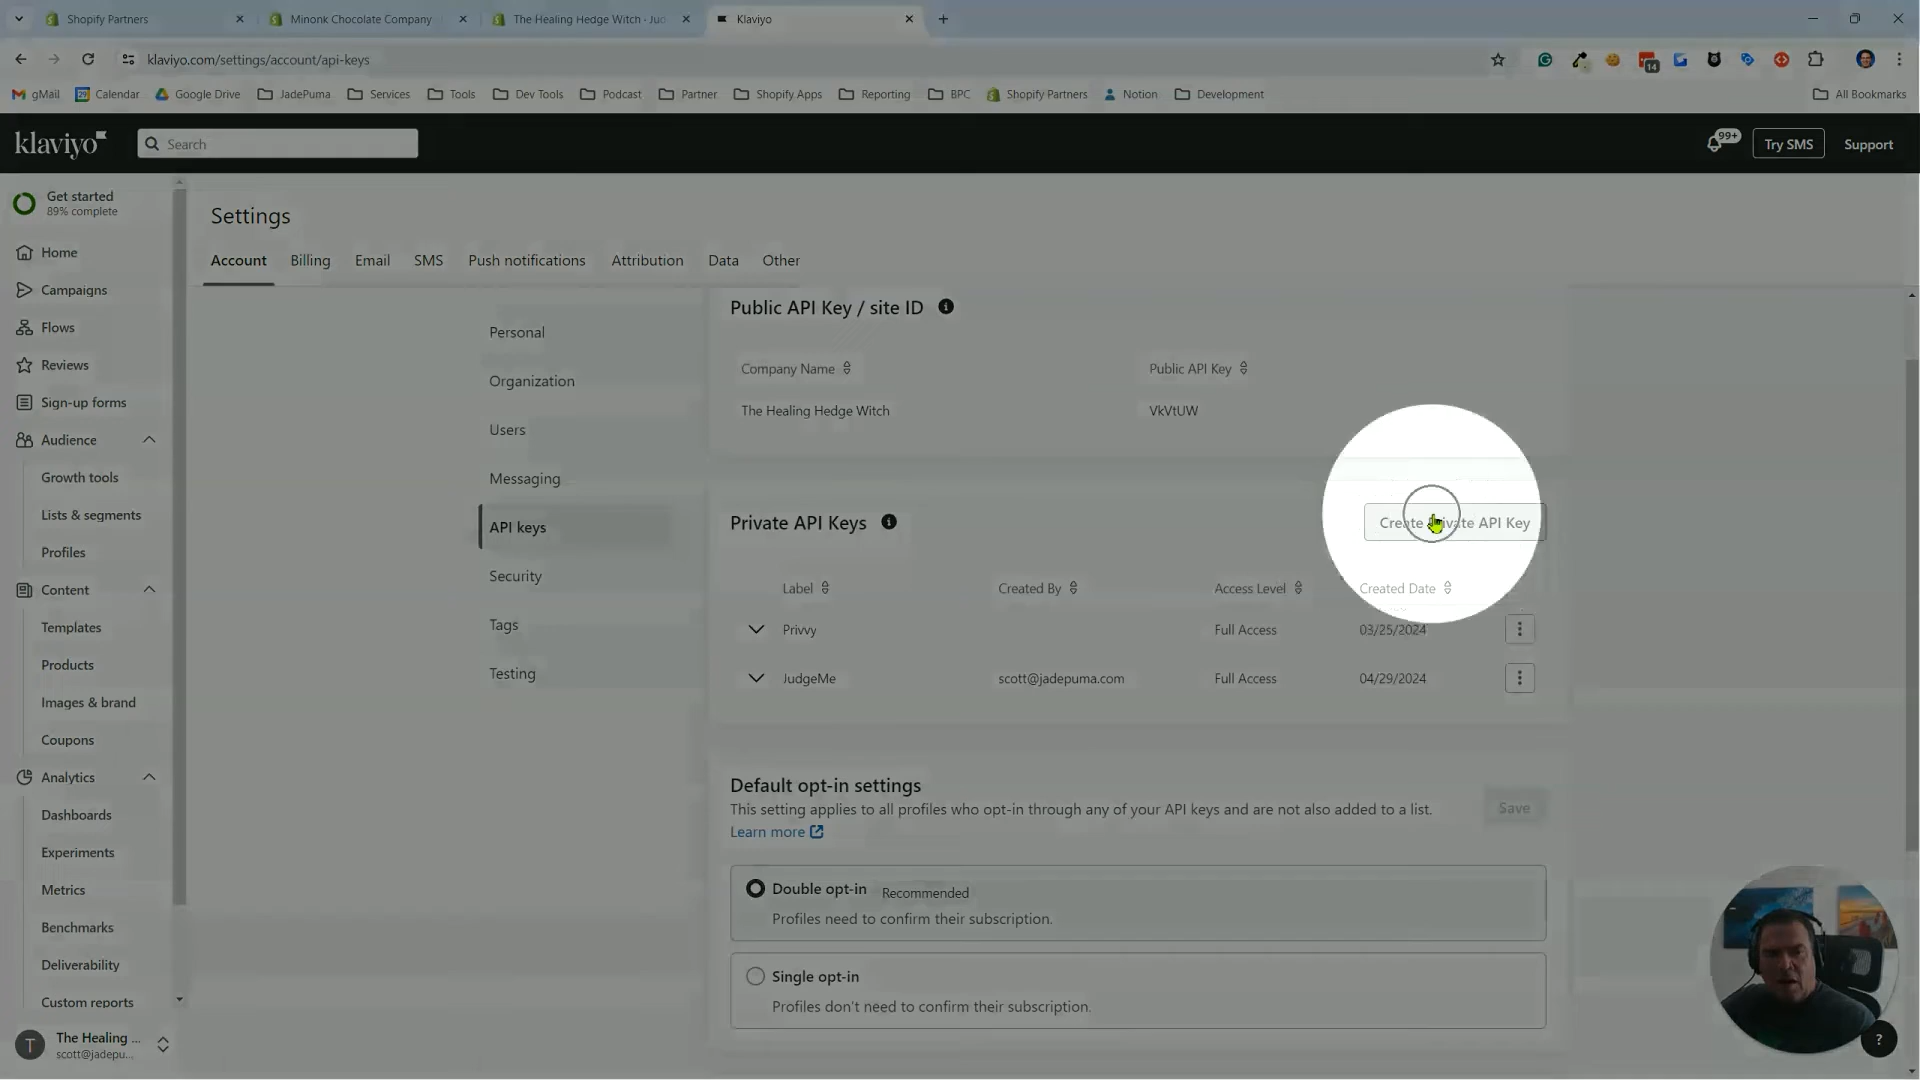 Shopify Partners
Minonk Chocolate Company
The Healing Hedge Witch · Jud
Klaviyo
klaviyo.com/settings/account/api-keys
14
gMail
Calendar
Google Drive
JadePuma
Services
Tools
Dev Tools
Podcast
Partner
Shopify Apps
Reporting
BPC
Shopify Partners
Notion
Development
All Bookmarks
klaviyo
Search
99+
Try SMS
Support
Get started
89% complete
Home
Campaigns
Flows
Reviews
Sign-up forms
Audience
Growth tools
Lists & segments
Profiles
Content
Templates
Products
Images & brand
Coupons
Analytics
Dashboards
Experiments
Metrics
Benchmarks
Deliverability
Custom reports
T
The Healing ...
scott@jadepu...
Settings
Account
Billing
Email
SMS
Push notifications
Attribution
Data
Other
Personal
Organization
Users
Messaging
API keys
Security
Tags
Testing
Public API Key / site ID
Company Name
Public API Key
The Healing Hedge Witch
VkVtUW
Private API Keys
Create Private API Key
Label
Created By
Access Level
Created Date
Privvy
Full Access
03/25/2024
JudgeMe
scott@jadepuma.com
Full Access
04/29/2024
Default opt-in settings
This setting applies to all profiles who opt-in through any of your API keys and are not also added to a list.
Learn more
Save
Double opt-in
Recommended
Profiles need to confirm their subscription.
Single opt-in
Profiles don't need to confirm their subscription.
?